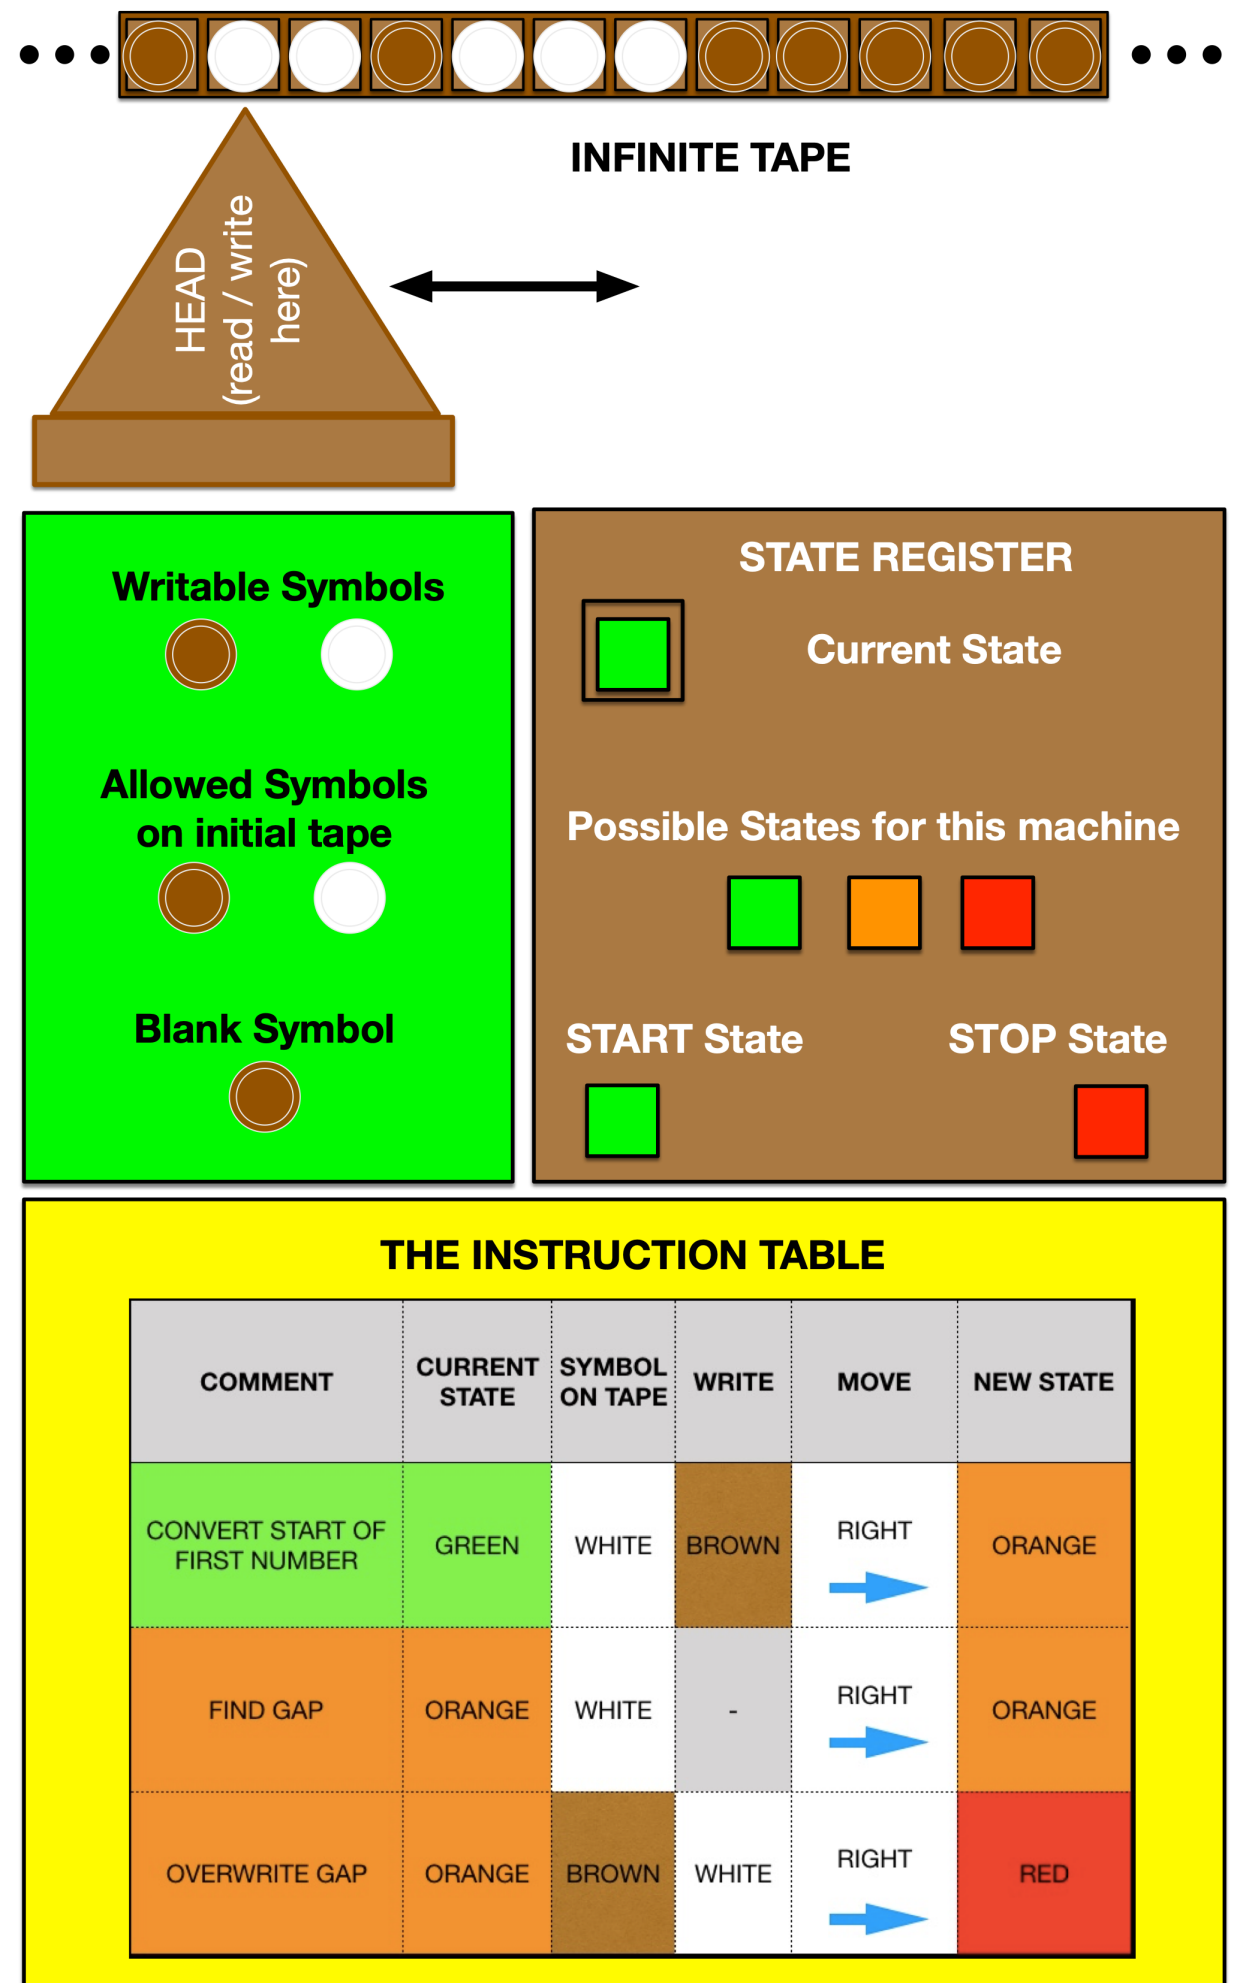 INFINITE TAPE
HEAD
(read / write
here)
Writable Symbols
Allowed Symbols
on initial tape
Blank Symbol
STATE REGISTER
Current State
Possible States for this machine
START State
STOP State
THE INSTRUCTION TABLE
COMMENT
CURRENT
STATE
SYMBOL
ON TAPE
WRITE
MOVE
NEW STATE
CONVERT START OF
FIRST NUMBER
GREEN
WHITE
BROWN
RIGHT
ORANGE
FIND GAP
ORANGE
WHITE
-
RIGHT
ORANGE
OVERWRITE GAP
ORANGE
BROWN
WHITE
RIGHT
RED